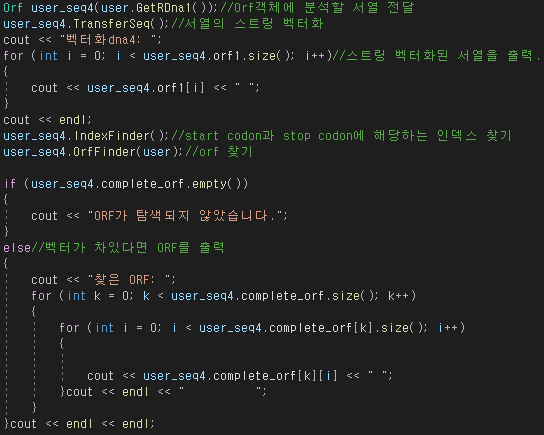 Orf user_seq4(user.GetRDna1());//Orf객체에 분석할 서열 전달
user_seq4.TransferSeq();//서열의 스트링 벡터화
cout << "벡터화dna4: ";
for (int i = 0; i < user_seq4.orf1.size(); i++)//스트링 벡터화된 서열을 출력.
{
    cout << user_seq4.orf1[i] << " ";
}
cout << endl;
user_seq4.IndexFinder();//start codon과 stop codon에 해당하는 인덱스 찾기
user_seq4.OrfFinder(user);//orf 찾기
if (user_seq4.complete_orf.empty())
{
    cout << "ORF가 탐색되지 않았습니다.";
}
else//벡터가 차있다면 ORF를 출력
{
    cout << "찾은 ORF: ";
    for (int k = 0; k < user_seq4.complete_orf.size(); k++)
    {
        for (int i = 0; i < user_seq4.complete_orf[k].size(); i++)
        {
            cout << user_seq4.complete_orf[k][i] << " ";
        }cout << endl << "          ";
    }
}cout << endl << endl;